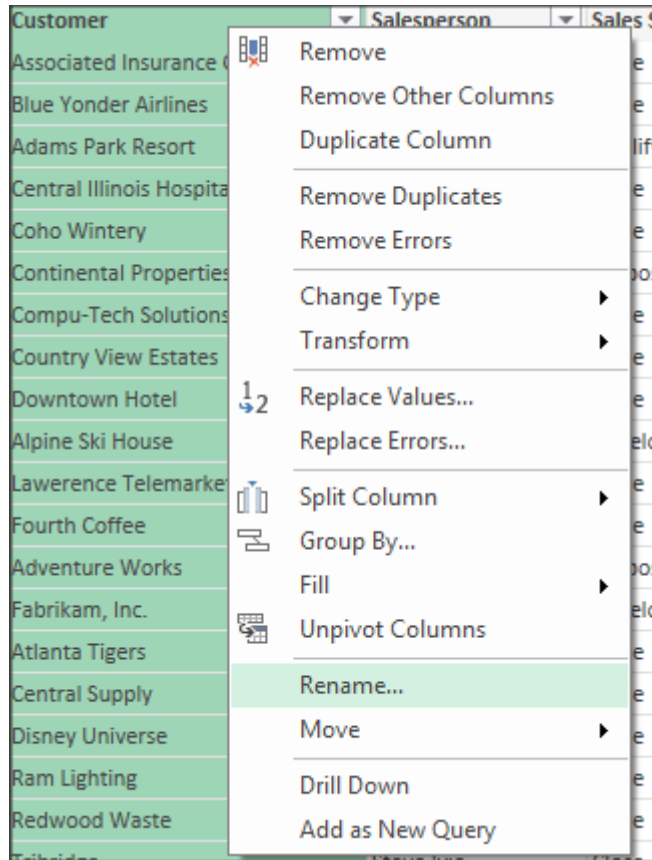 Customer
Salesperson
Sales S
Associated Insurance
Blue Yonder Airlines
Adams Park Resort
Central Illinois Hospita
Coho Wintery
Continental Properties
Compu-Tech Solutions
Country View Estates
Downtown Hotel
Alpine Ski House
Lawerence Telemarke
Fourth Coffee
Adventure Works
Fabrikam, Inc.
Atlanta Tigers
Central Supply
Disney Universe
Ram Lighting
Redwood Waste
Remove
Remove Other Columns
Duplicate Column
Remove Duplicates
Remove Errors
Change Type
Transform
Replace Values...
Replace Errors...
Split Column
Group By...
Fill
Unpivot Columns
Rename...
Move
Drill Down
Add as New Query